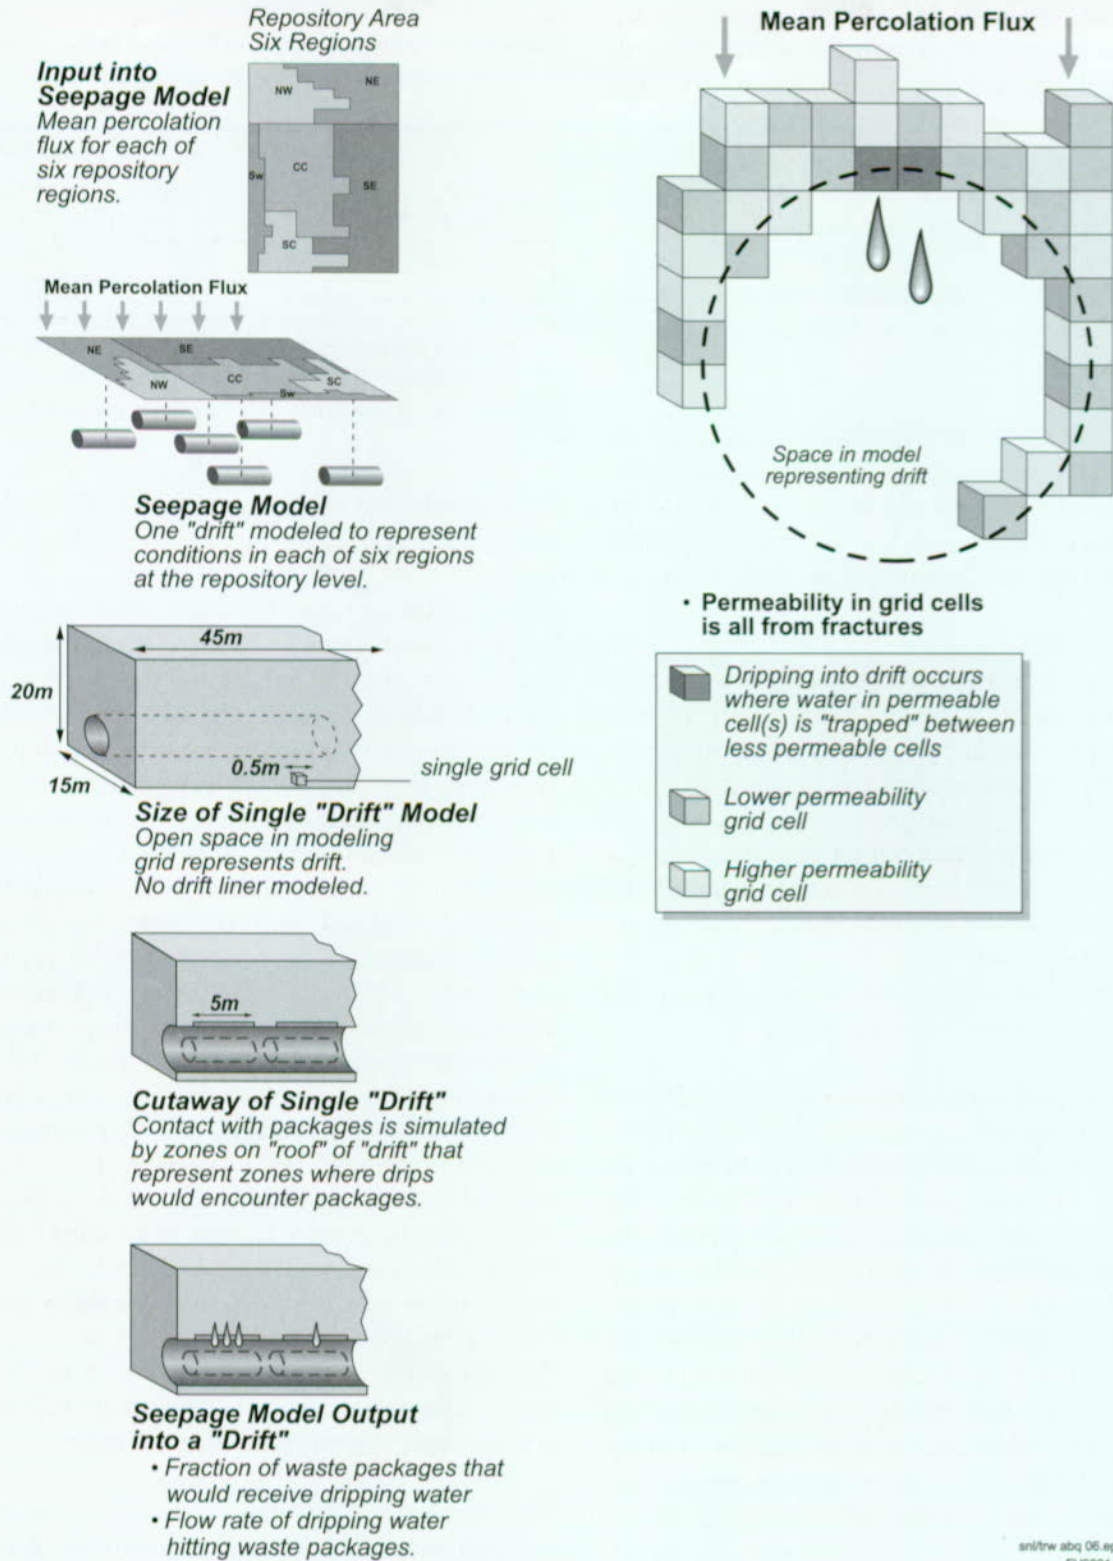 Repository Area
Six Regions
Input into
Seepage Model
Mean percolation
flux for each of
six repository
regions.
NW
NE
Sw
CC
SE
SC
Mean Percolation Flux
NE
SE
NW
CC
SC
Sw
Seepage Model
One "drift" modeled to represent
conditions in each of six regions
at the repository level.
45m
20m
15m
0.5m
single grid cell
Size of Single "Drift" Model
Open space in modeling
grid represents drift.
No drift liner modeled.
5m
Cutaway of Single "Drift"
Contact with packages is simulated
by zones on "roof" of "drift" that
represent zones where drips
would encounter packages.
Seepage Model Output
into a "Drift"
• Fraction of waste packages that
would receive dripping water
• Flow rate of dripping water
hitting waste packages.
Mean Percolation Flux
Space in model
representing drift
• Permeability in grid cells
is all from fractures
Dripping into drift occurs
where water in permeable
cell(s) is "trapped" between
less permeable cells
Lower permeability
grid cell
Higher permeability
grid cell
snl/trw abq 06.ep